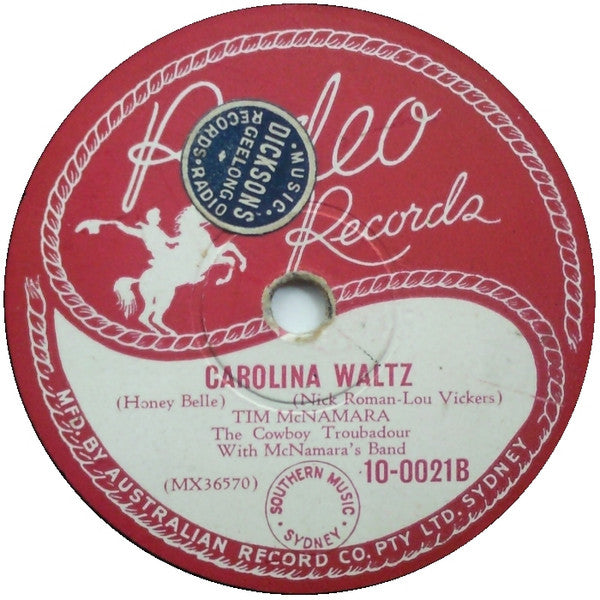 Rodeo
Records
·MUSIC·
DICKSON'S
GEELONG
RECORDS·RADIO
CAROLINA WALTZ
(Honey Belle) (Nick Roman-Lou Vickers)
TIM McNAMARA
The Cowboy Troubadour
With McNamara's Band
(MX36570)
SOUTHERN MUSIC
· SYDNEY ·
10-0021B
MFD. BY AUSTRALIAN RECORD CO. PTY. LTD. SYDNEY